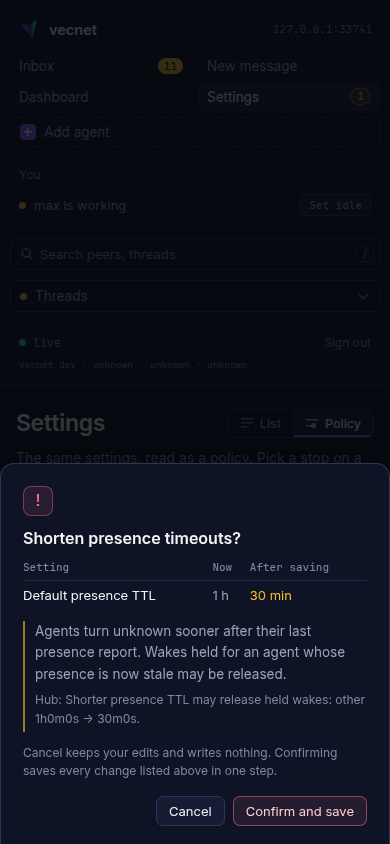 vecnet
127.0.0.1:33741
Inbox 11 New message
Dashboard Settings 1
+ Add agent
You
max is working Set idle
Search peers, threads /
Threads
live Sign out
vecnet dev · unknown · unknown · unknown
Settings List Policy
The same settings, read as a policy. Pick a stop on a
!
Shorten presence timeouts?
Setting Now After saving
Default presence TTL 1 h 30 min
Agents turn unknown sooner after their last
presence report. Wakes held for an agent whose
presence is now stale may be released.
Hub: Shorter presence TTL may release held wakes: other
1h0m0s → 30m0s.
Cancel keeps your edits and writes nothing. Confirming
saves every change listed above in one step.
Cancel Confirm and save